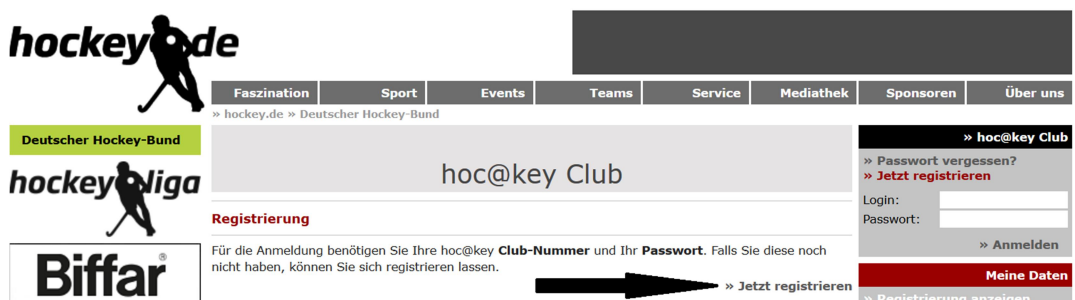 hockey.de
Faszination Sport Events Teams Service Mediathek Sponsoren Über uns
» hockey.de » Deutscher Hockey-Bund
Deutscher Hockey-Bund
hockeyliga
Biffar®
hoc@key Club
Registrierung
Für die Anmeldung benötigen Sie Ihre hoc@key Club-Nummer und Ihr Passwort. Falls Sie diese noch
nicht haben, können Sie sich registrieren lassen.
» Jetzt registrieren
» hoc@key Club
» Passwort vergessen?
» Jetzt registrieren
Login:
Passwort:
» Anmelden
Meine Daten
» Registrierung anzeigen